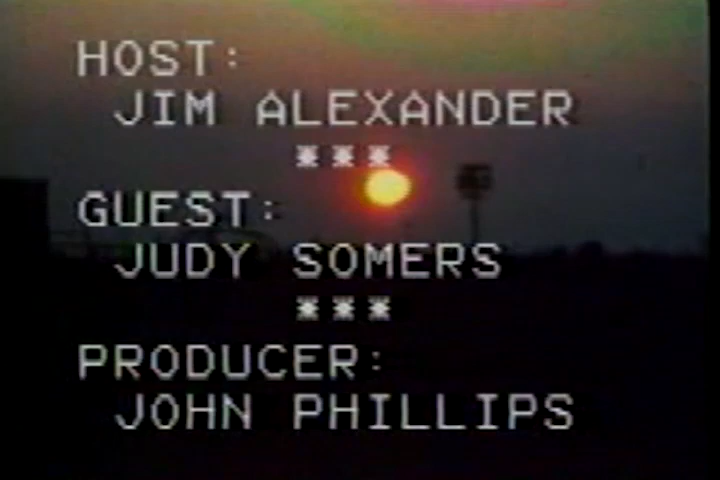 HOST:
JIM ALEXANDER
***
GUEST:
JUDY SOMERS
***
PRODUCER:
JOHN PHILLIPS